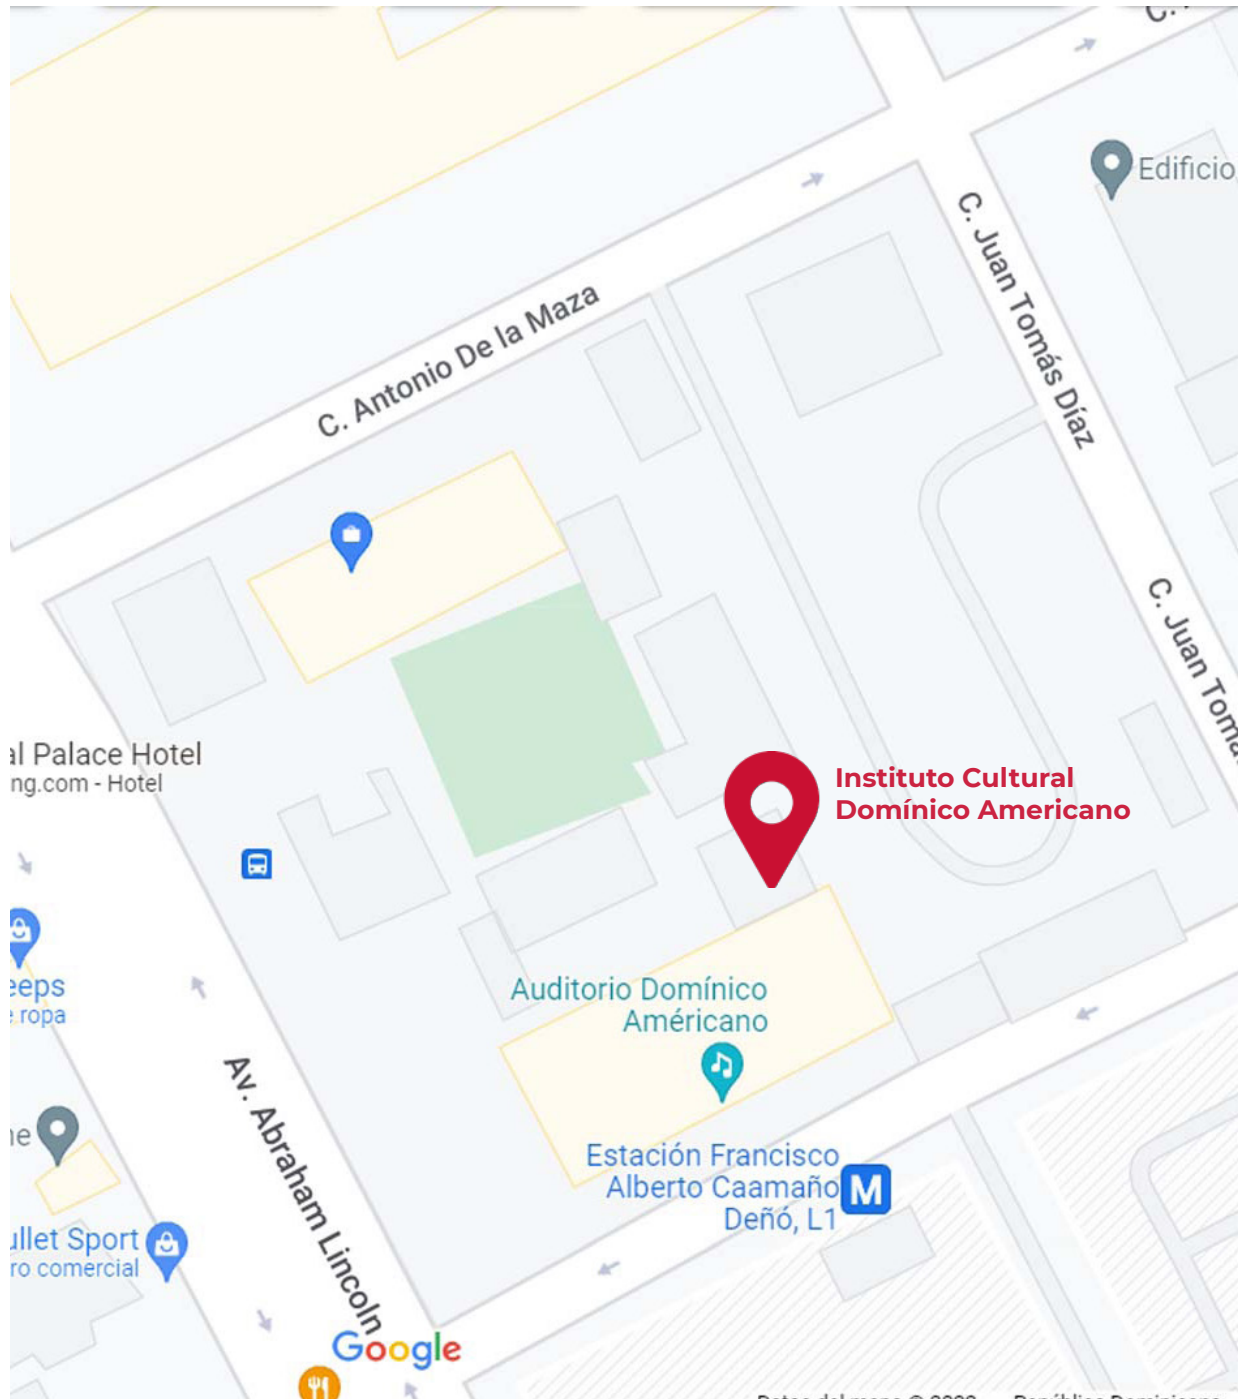 Edificio
C. Juan Tomás Díaz
C. Antonio De la Maza
C. Juan Tomá
al Palace Hotel
ng.com - Hotel
Instituto Cultural
Domínico Americano
eeps
ropa
Auditorio Domínico
Américano
Av. Abraham Lincoln
Estación Francisco
Alberto Caamaño
Deñó, L1
M
ullet Sport
ro comercial
Google